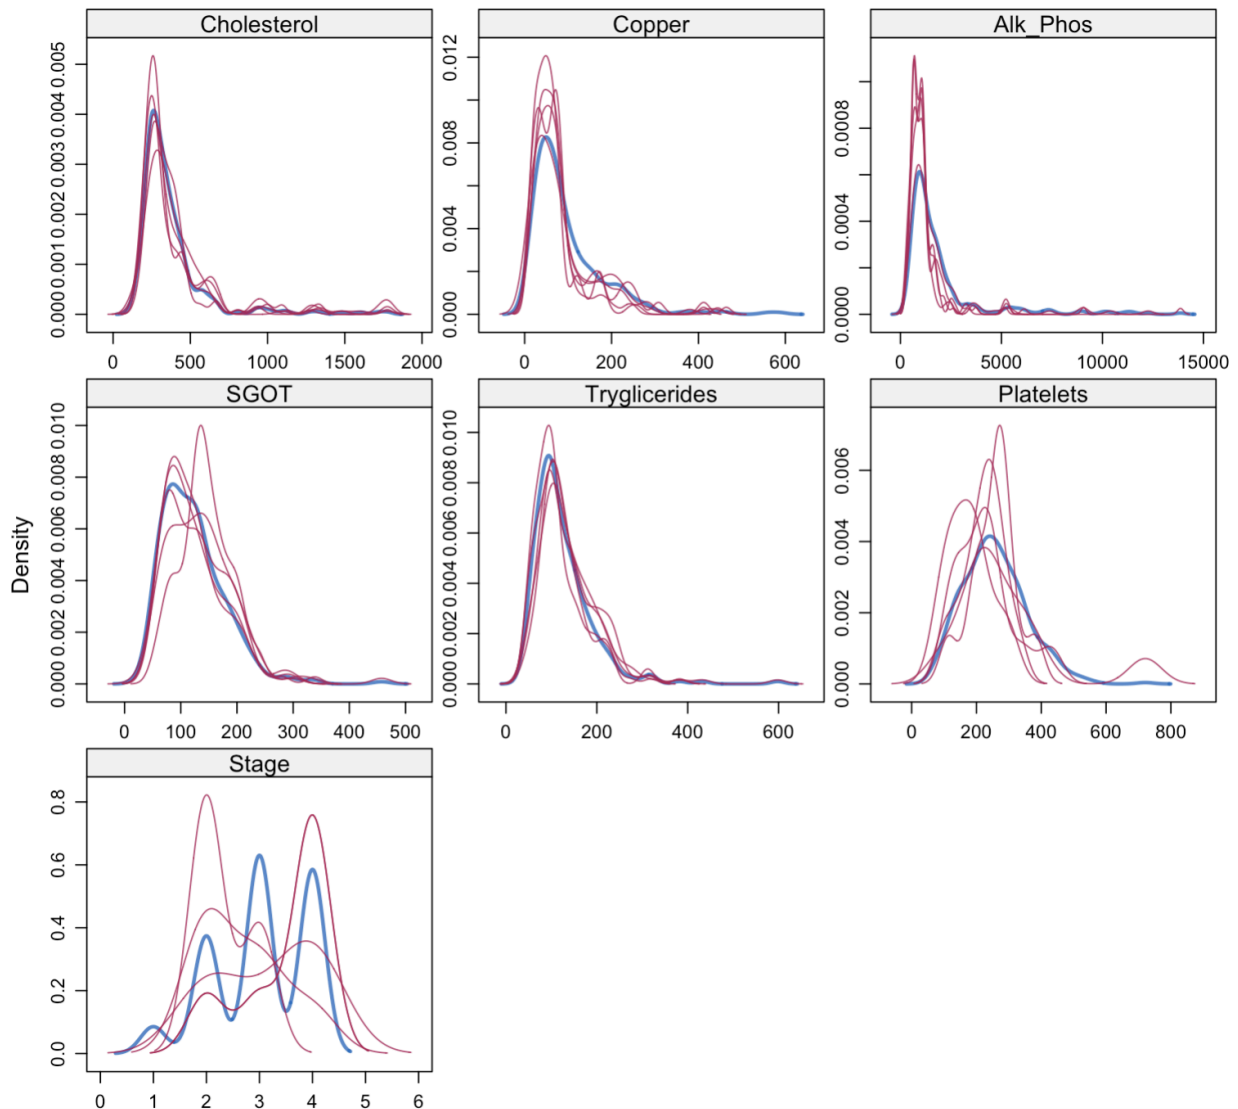 Cholesterol
0.000 0.001 0.002 0.003 0.004 0.005
0 500 1000 1500 2000
Copper
0.000 0.004 0.008 0.012
0 200 400 600
Alk_Phos
0.0000 0.0004 0.0008
0 5000 10000 15000
SGOT
0.000 0.002 0.004 0.006 0.008 0.010
0 100 200 300 400 500
Tryglicerides
0.000 0.002 0.004 0.006 0.008 0.010
0 200 400 600
Platelets
0.000 0.002 0.004 0.006
0 200 400 600 800
Density
Stage
0.0 0.2 0.4 0.6 0.8
0 1 2 3 4 5 6